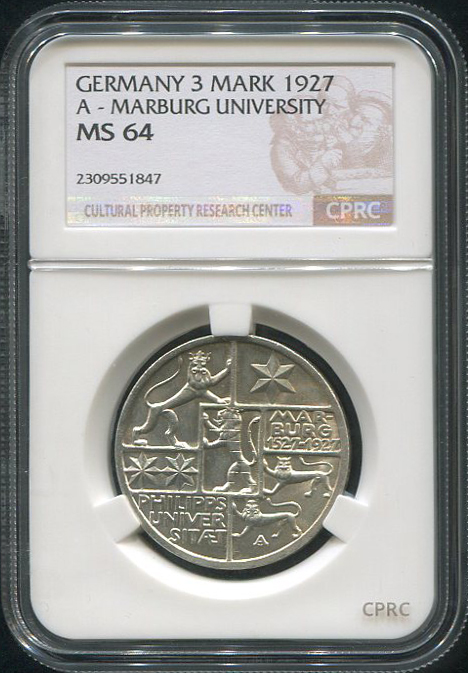 GERMANY 3 MARK 1927
A - MARBURG UNIVERSITY
MS 64
2309551847
CULTURAL PROPERTY RESEARCH CENTER
CPRC
MAR-
BURG
1527-1927
PHILIPPS
UNIVER
SITÆT
A
CPRC